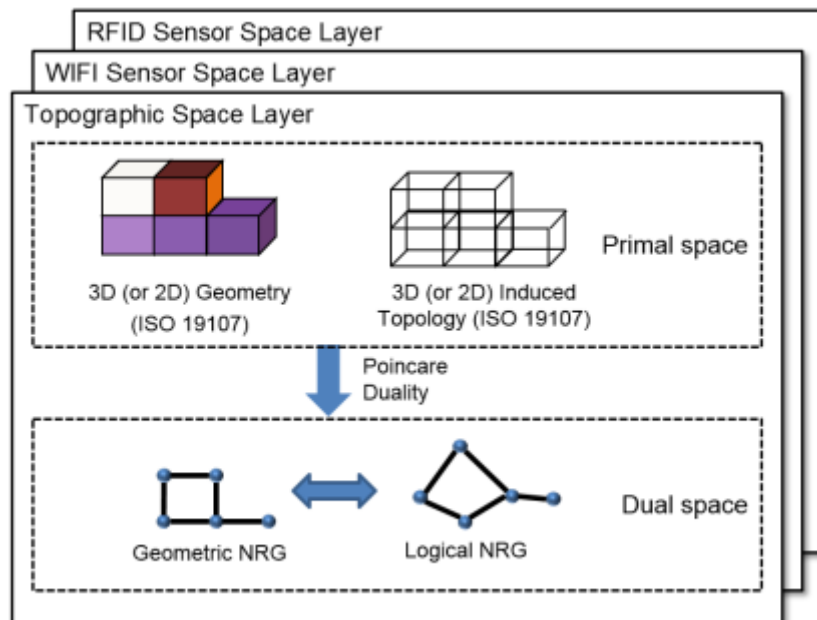 RFID Sensor Space Layer
WIFI Sensor Space Layer
Topographic Space Layer
3D (or 2D) Geometry
(ISO 19107)
3D (or 2D) Induced
Topology (ISO 19107)
Primal space
Poincare
Duality
Geometric NRG
Logical NRG
Dual space